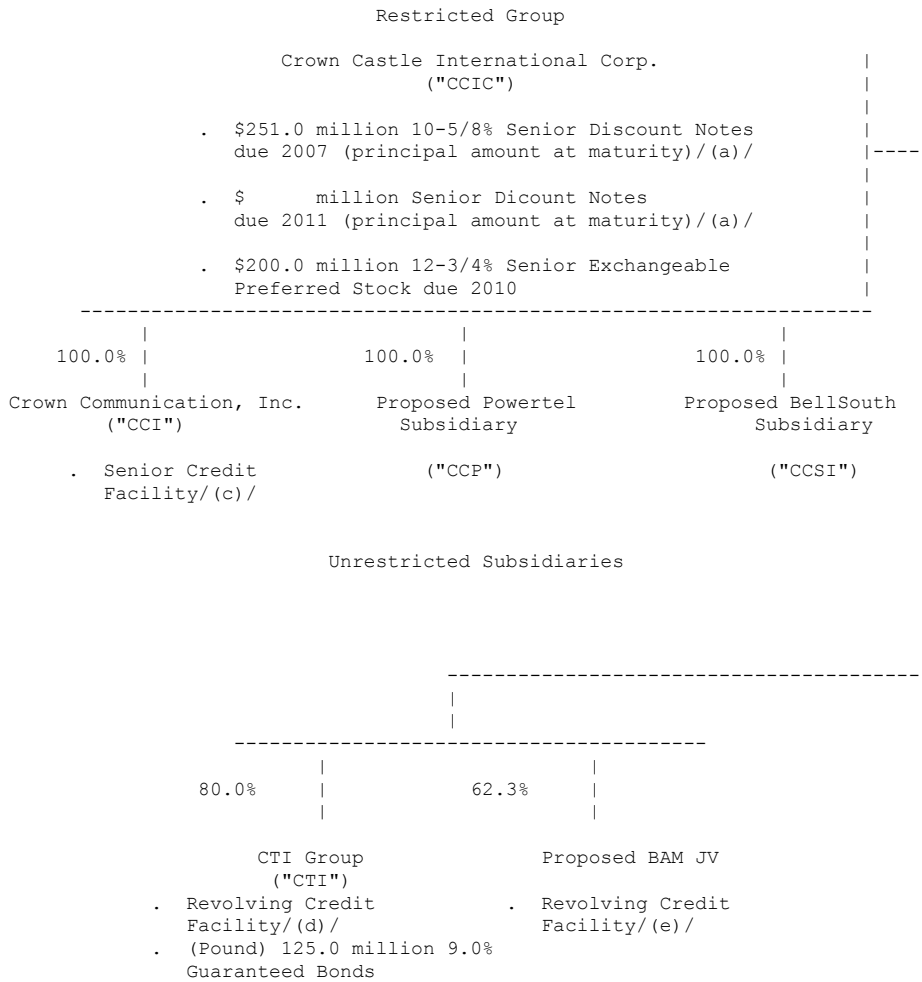 Restricted Group
Crown Castle International Corp.
("CCIC")
. $251.0 million 10-5/8% Senior Discount Notes
due 2007 (principal amount at maturity)/(a)/
. $ million Senior Dicount Notes
due 2011 (principal amount at maturity)/(a)/
. $200.0 million 12-3/4% Senior Exchangeable
Preferred Stock due 2010
100.0% 100.0% 100.0%
Crown Communication, Inc. Proposed Powertel Proposed BellSouth
("CCI") Subsidiary Subsidiary
. Senior Credit ("CCP") ("CCSI")
Facility/(c)/
Unrestricted Subsidiaries
80.0% 62.3%
CTI Group Proposed BAM JV
("CTI")
. Revolving Credit . Revolving Credit
Facility/(d)/ Facility/(e)/
. (Pound) 125.0 million 9.0%
Guaranteed Bonds